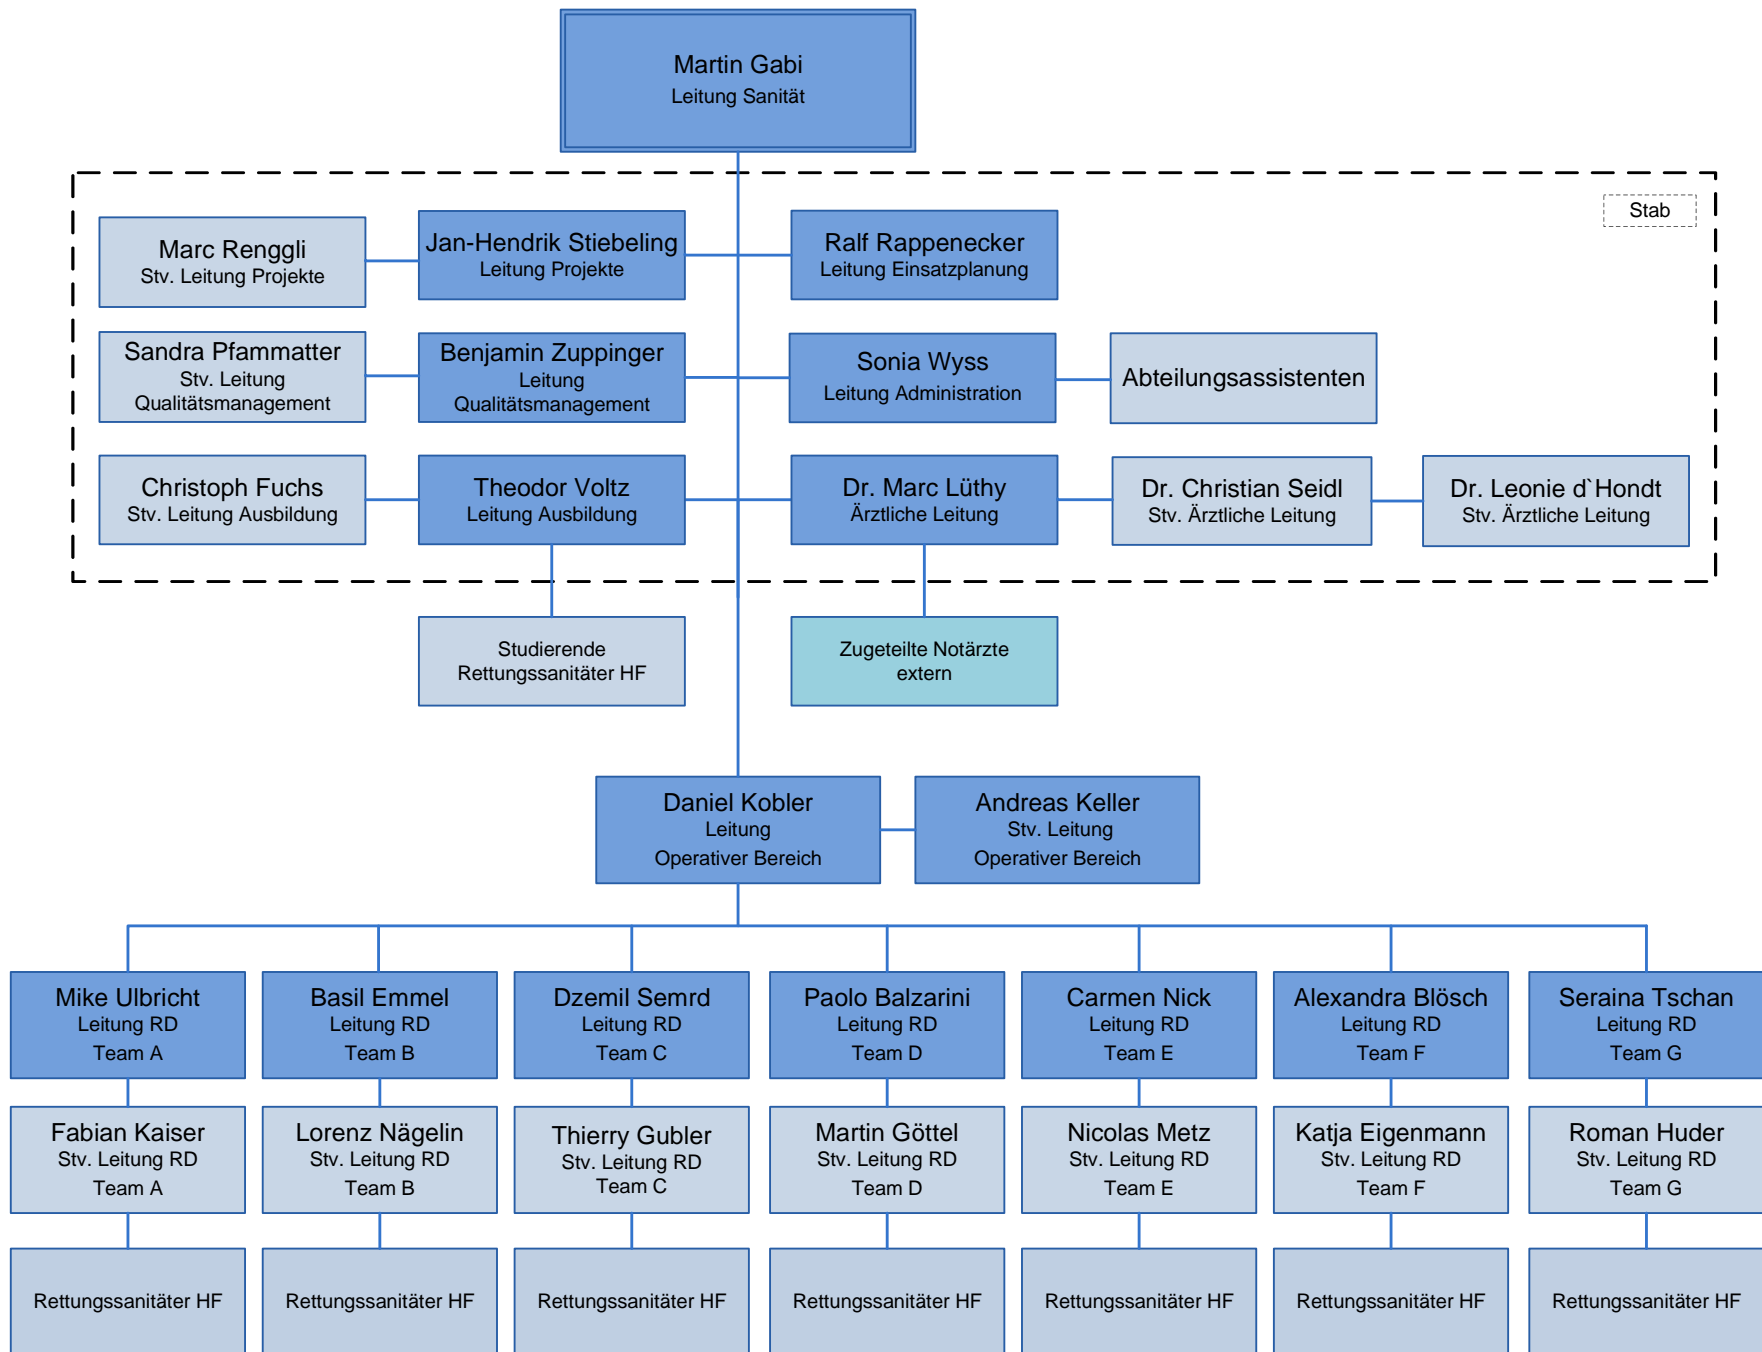 Martin Gabi
Leitung Sanität
Stab
Marc Renggli
Stv. Leitung Projekte
Jan-Hendrik Stiebeling
Leitung Projekte
Ralf Rappenecker
Leitung Einsatzplanung
Sandra Pfammatter
Stv. Leitung
Qualitätsmanagement
Benjamin Zuppinger
Leitung
Qualitätsmanagement
Sonia Wyss
Leitung Administration
Abteilungsassistenten
Christoph Fuchs
Stv. Leitung Ausbildung
Theodor Voltz
Leitung Ausbildung
Dr. Marc Lüthy
Ärztliche Leitung
Dr. Christian Seidl
Stv. Ärztliche Leitung
Dr. Leonie d`Hondt
Stv. Ärztliche Leitung
Studierende
Rettungssanitäter HF
Zugeteilte Notärzte
extern
Daniel Kobler
Leitung
Operativer Bereich
Andreas Keller
Stv. Leitung
Operativer Bereich
Mike Ulbricht
Leitung RD
Team A
Basil Emmel
Leitung RD
Team B
Dzemil Semrd
Leitung RD
Team C
Paolo Balzarini
Leitung RD
Team D
Carmen Nick
Leitung RD
Team E
Alexandra Blösch
Leitung RD
Team F
Seraina Tschan
Leitung RD
Team G
Fabian Kaiser
Stv. Leitung RD
Team A
Lorenz Nägelin
Stv. Leitung RD
Team B
Thierry Gubler
Stv. Leitung RD
Team C
Martin Göttel
Stv. Leitung RD
Team D
Nicolas Metz
Stv. Leitung RD
Team E
Katja Eigenmann
Stv. Leitung RD
Team F
Roman Huder
Stv. Leitung RD
Team G
Rettungssanitäter HF
Rettungssanitäter HF
Rettungssanitäter HF
Rettungssanitäter HF
Rettungssanitäter HF
Rettungssanitäter HF
Rettungssanitäter HF